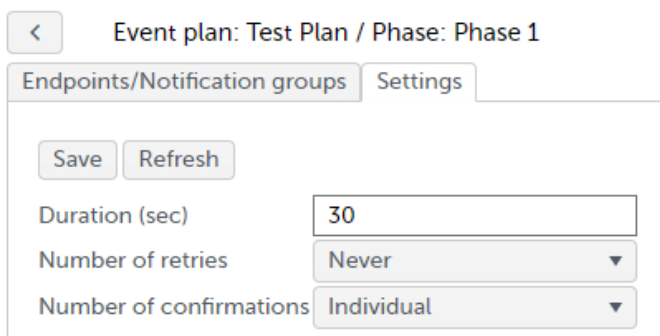 Event plan: Test Plan / Phase: Phase 1
Endpoints/Notification groups Settings
Save Refresh
Duration (sec) 30
Number of retries Never
Number of confirmations Individual